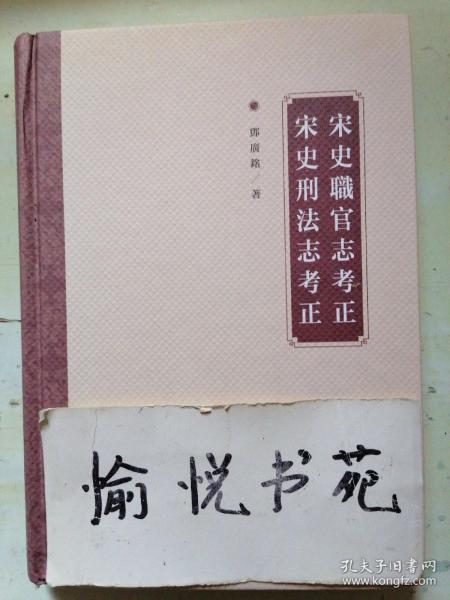 宋史職官志考正
宋史刑法志考正
鄧廣銘 著
愉悦书苑
孔夫子旧书网
www.kongfz.com